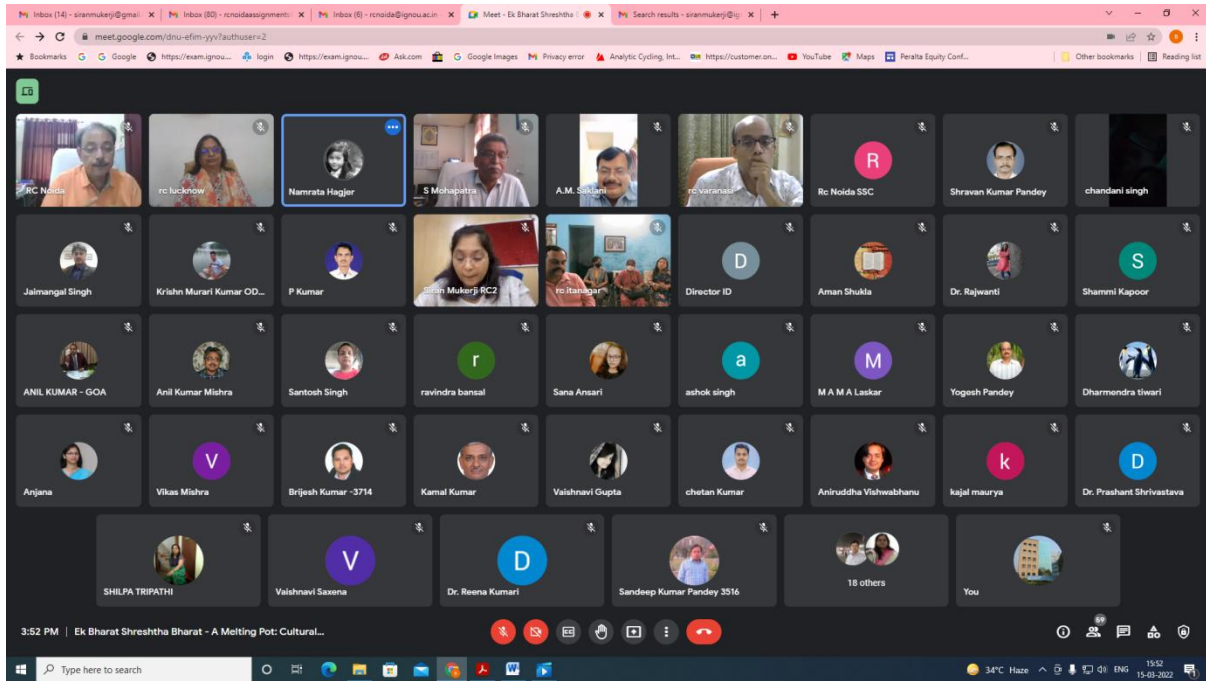 Inbox (14) - siranmukerji@gmail. x
Inbox (80) - rcnoidaassignments x
Inbox (6) - rcnoida@ignou.ac.in - x
Meet - Ek Bharat Shreshtha B x
Search results - siranmukerji@ig x
meet.google.com/dnu-efim-yyv?authuser=2
Bookmarks G G Google https://exam.ignou.... login https://exam.ignou.... Ask.com G Google Images Privacy error Analytic Cycling, Int... https://customer.on... YouTube Maps Peralta Equity Conf... Other bookmarks Reading list
RC Noida rc lucknow Namrata Hagjer S Mohapatra A.M. Saklani rc varanasi R Rc Noida SSC Shravan Kumar Pandey chandani singh
Jaimangal Singh Krishn Murari Kumar OD... P Kumar Siran Mukerji RC2 rc itanagar D Director ID Aman Shukla Dr. Rajwanti S Shammi Kapoor
ANIL KUMAR - GOA Anil Kumar Mishra Santosh Singh r ravindra bansal Sana Ansari a ashok singh M M A M A Laskar Yogesh Pandey Dharmendra tiwari
Anjana V Vikas Mishra Brijesh Kumar -3714 Kamal Kumar Vaishnavi Gupta chetan Kumar Aniruddha Vishwabhanu k kajal maurya D Dr. Prashant Shrivastava
SHILPA TRIPATHI V Vaishnavi Saxena D Dr. Reena Kumari Sandeep Kumar Pandey 3516 18 others You
3:52 PM | Ek Bharat Shreshtha Bharat - A Melting Pot: Cultural... 69
Type here to search 34°C Haze ENG 15:52
15-03-2022